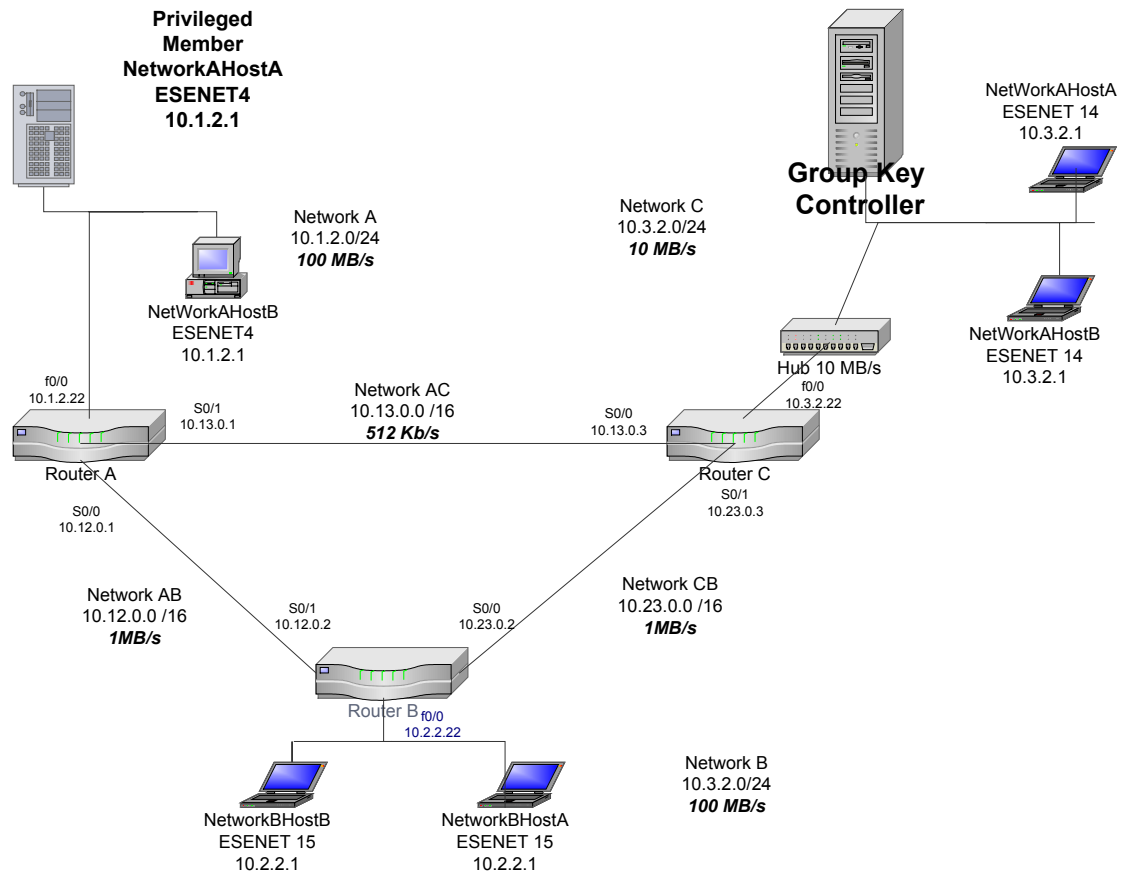 Privileged
Member
NetworkAHostA
ESENET4
10.1.2.1
Group Key
Controller
NetWorkAHostA
ESENET 14
10.3.2.1
Network A
10.1.2.0/24
100 MB/s
Network C
10.3.2.0/24
10 MB/s
NetWorkAHostB
ESENET4
10.1.2.1
NetWorkAHostB
ESENET 14
10.3.2.1
Hub 10 MB/s
f0/0
10.1.2.22
f0/0
10.3.2.22
S0/1
10.13.0.1
Network AC
10.13.0.0 /16
512 Kb/s
S0/0
10.13.0.3
Router A
Router C
S0/0
10.12.0.1
S0/1
10.23.0.3
Network AB
10.12.0.0 /16
1MB/s
Network CB
10.23.0.0 /16
1MB/s
S0/1
10.12.0.2
S0/0
10.23.0.2
Router B
f0/0
10.2.2.22
NetworkBHostB
ESENET 15
10.2.2.1
NetworkBHostA
ESENET 15
10.2.2.1
Network B
10.3.2.0/24
100 MB/s